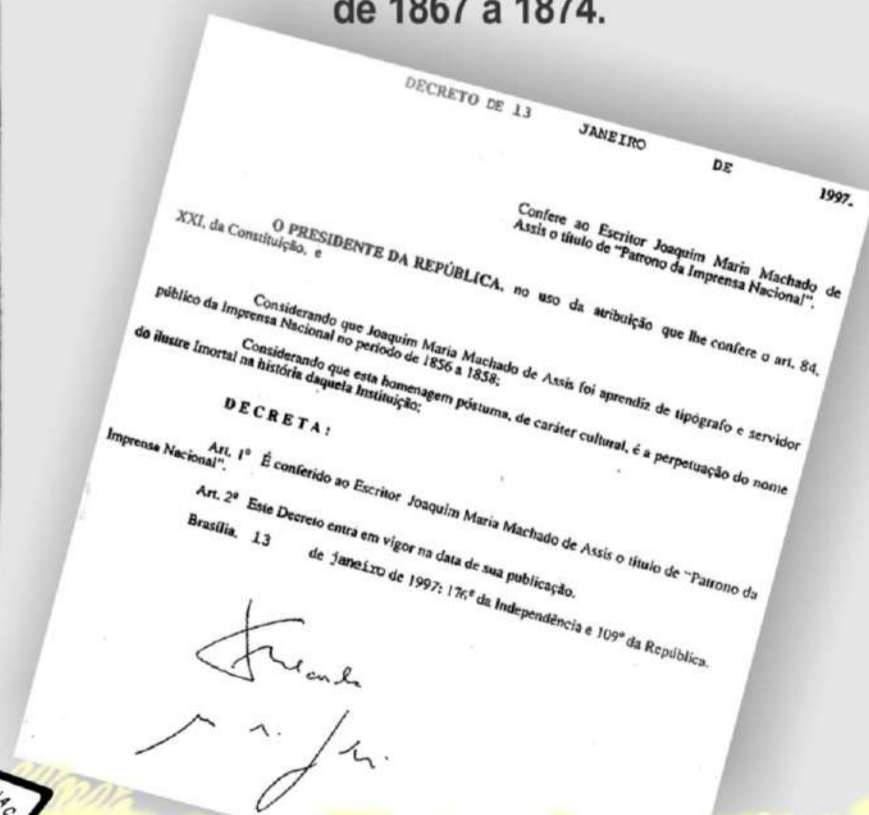 de 1867 a 1874.
DECRETO DE 13 JANEIRO DE 1997.
Confere ao Escritor Joaquim Maria Machado de
Assis o título de "Patrono da Imprensa Nacional".
O PRESIDENTE DA REPÚBLICA, no uso da atribuição que lhe confere o art. 84,
XXI, da Constituição, e
Considerando que Joaquim Maria Machado de Assis foi aprendiz de tipógrafo e servidor
público da Imprensa Nacional no período de 1856 a 1858;
Considerando que esta homenagem póstuma, de caráter cultural, é a perpetuação do nome
do ilustre Imortal na história daquela Instituição;
DECRETA:
Art. 1º É conferido ao Escritor Joaquim Maria Machado de Assis o título de "Patrono da
Imprensa Nacional".
Art. 2º Este Decreto entra em vigor na data de sua publicação.
Brasília, 13 de janeiro de 1997; 176º da Independência e 109º da República.